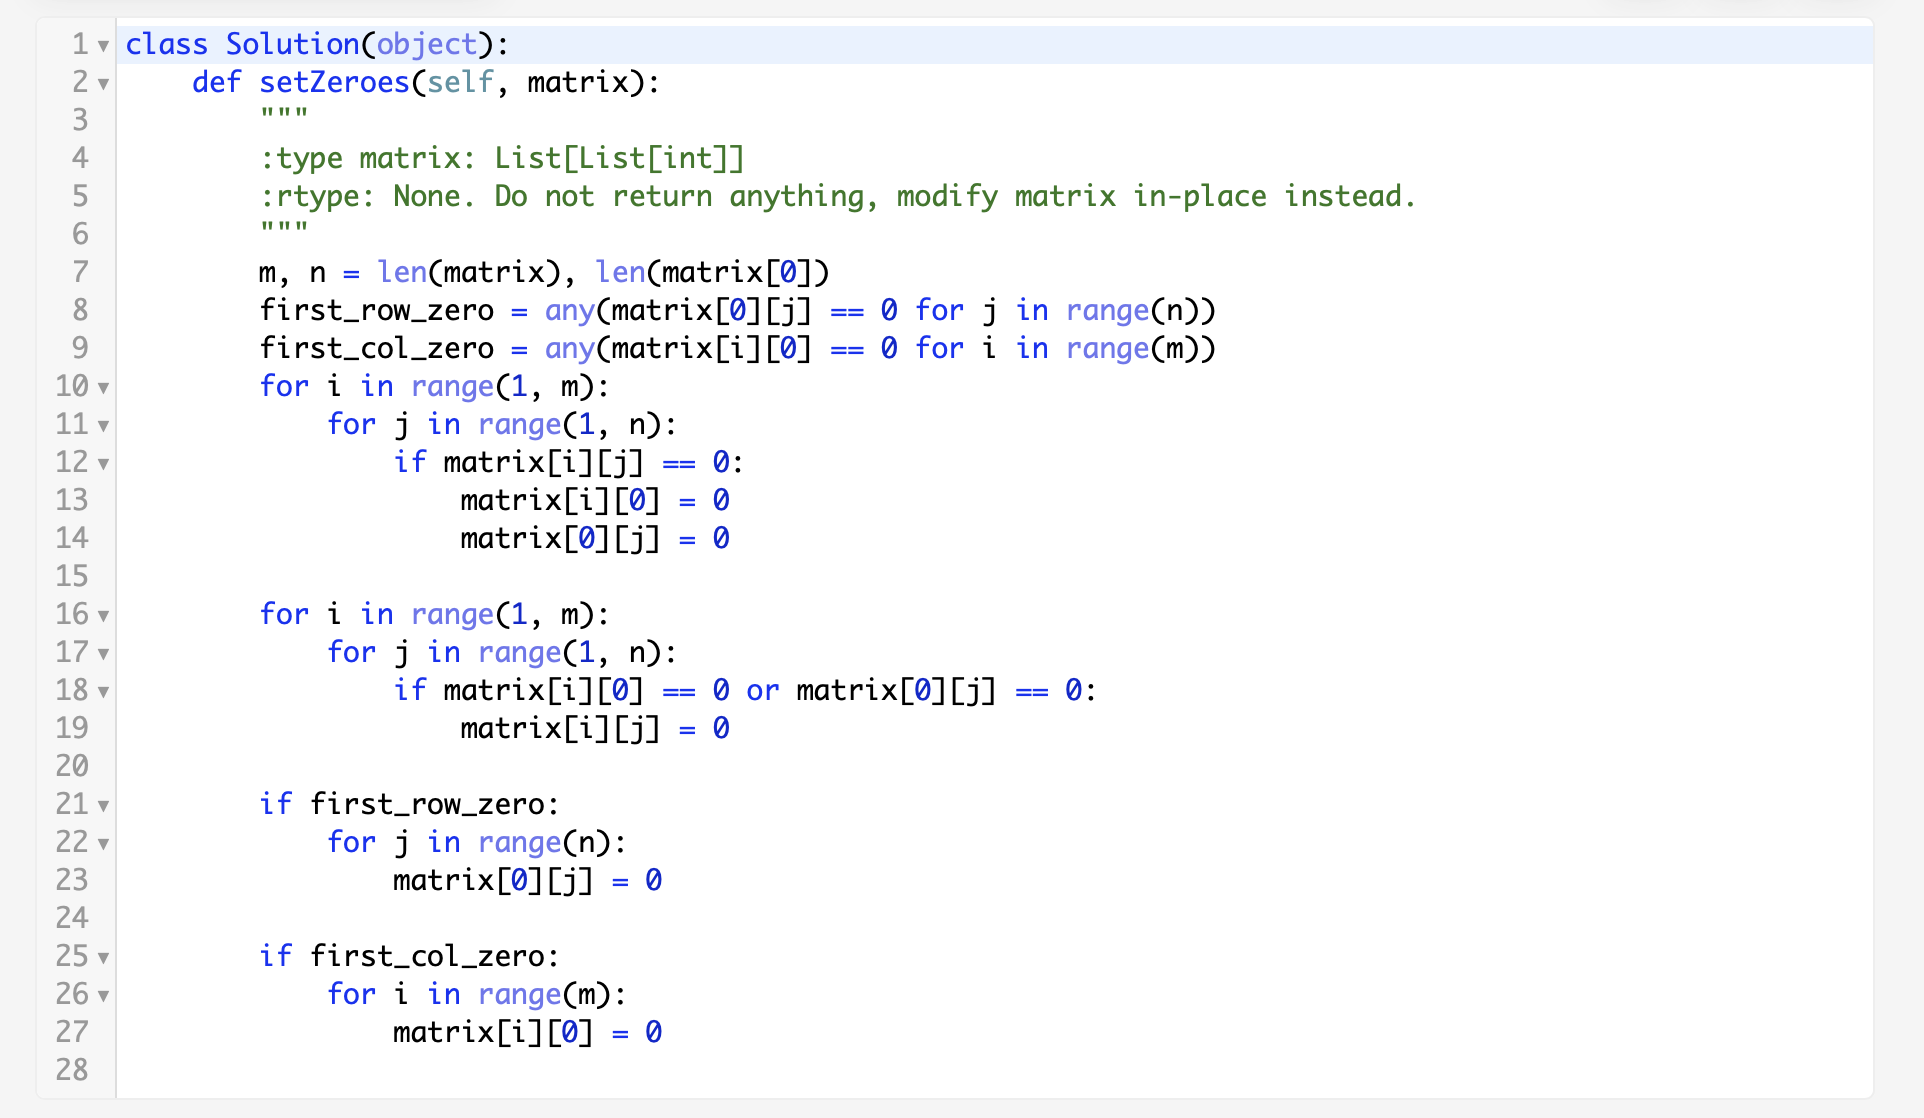 1 class Solution(object):
2     def setZeroes(self, matrix):
3         """
4         :type matrix: List[List[int]]
5         :rtype: None. Do not return anything, modify matrix in-place instead.
6         """
7         m, n = len(matrix), len(matrix[0])
8         first_row_zero = any(matrix[0][j] == 0 for j in range(n))
9         first_col_zero = any(matrix[i][0] == 0 for i in range(m))
10         for i in range(1, m):
11             for j in range(1, n):
12                 if matrix[i][j] == 0:
13                     matrix[i][0] = 0
14                     matrix[0][j] = 0
15
16         for i in range(1, m):
17             for j in range(1, n):
18                 if matrix[i][0] == 0 or matrix[0][j] == 0:
19                     matrix[i][j] = 0
20
21         if first_row_zero:
22             for j in range(n):
23                 matrix[0][j] = 0
24
25         if first_col_zero:
26             for i in range(m):
27                 matrix[i][0] = 0
28